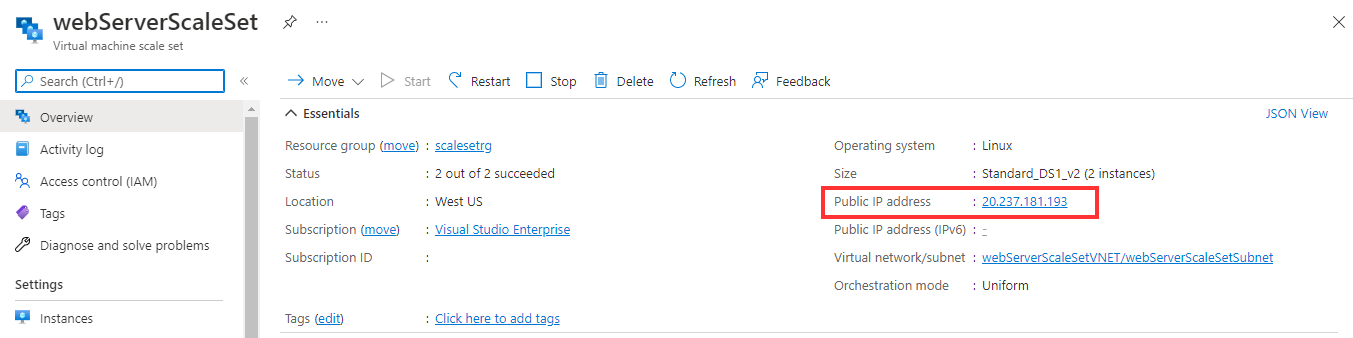 webServerScaleSet
...
Virtual machine scale set
Search (Ctrl+/)
«
Move
Start
Restart
Stop
Delete
Refresh
Feedback
Overview
Activity log
Access control (IAM)
Tags
Diagnose and solve problems
Settings
Instances
Essentials
JSON View
Resource group (move) : scalesetrg
Status : 2 out of 2 succeeded
Location : West US
Subscription (move) : Visual Studio Enterprise
Subscription ID :
Tags (edit) : Click here to add tags
Operating system : Linux
Size : Standard_DS1_v2 (2 instances)
Public IP address : 20.237.181.193
Public IP address (IPv6) : -
Virtual network/subnet : webServerScaleSetVNET/webServerScaleSetSubnet
Orchestration mode : Uniform